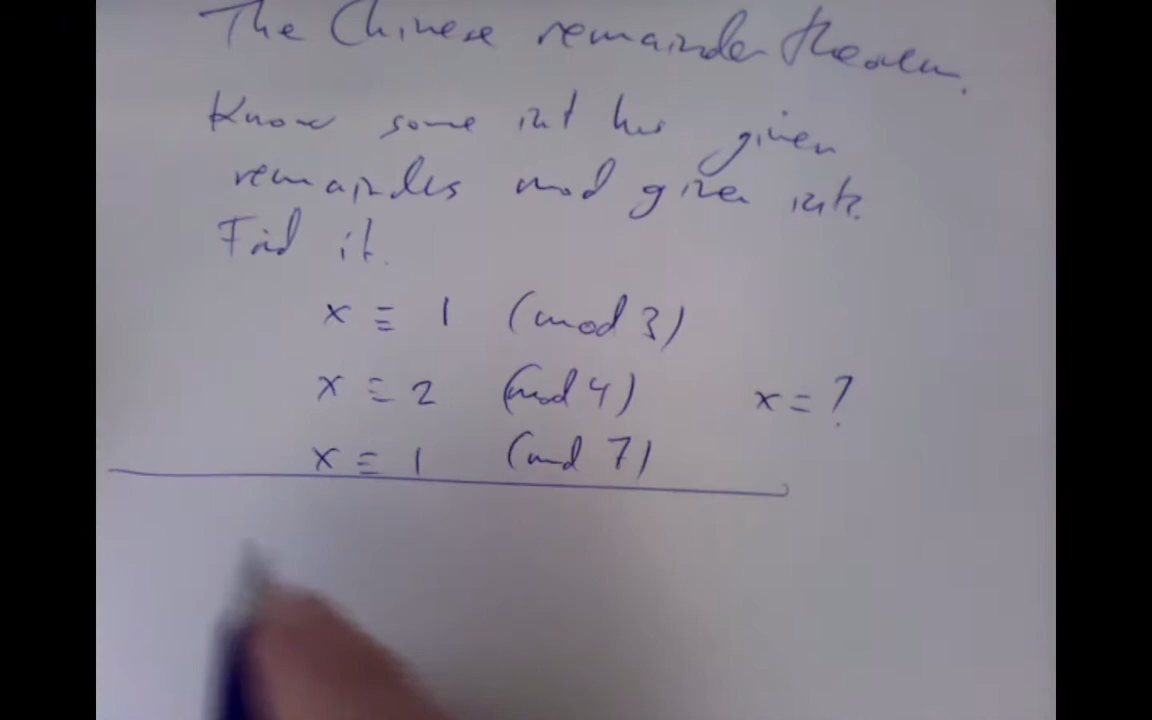 The Chinese remainder theorem.
Know some int has given
remainders mod given ints.
Find it.
x ≡ 1 (mod 3)
x ≡ 2 (mod 4) x = ?
x ≡ 1 (mod 7)